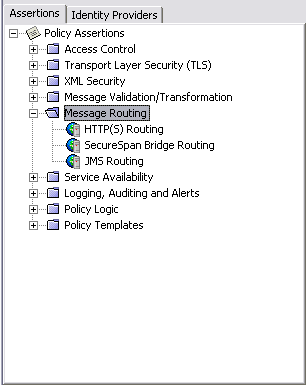 Assertions Identity Providers
Policy Assertions
Access Control
Transport Layer Security (TLS)
XML Security
Message Validation/Transformation
Message Routing
HTTP(S) Routing
SecureSpan Bridge Routing
JMS Routing
Service Availability
Logging, Auditing and Alerts
Policy Logic
Policy Templates